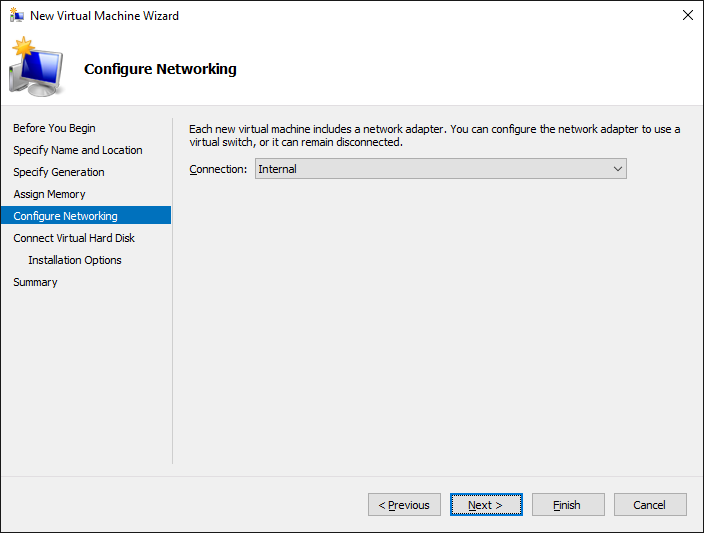 New Virtual Machine Wizard
Configure Networking
Before You Begin
Specify Name and Location
Specify Generation
Assign Memory
Configure Networking
Connect Virtual Hard Disk
Installation Options
Summary
Each new virtual machine includes a network adapter. You can configure the network adapter to use a
virtual switch, or it can remain disconnected.
Connection: Internal
< Previous Next > Finish Cancel